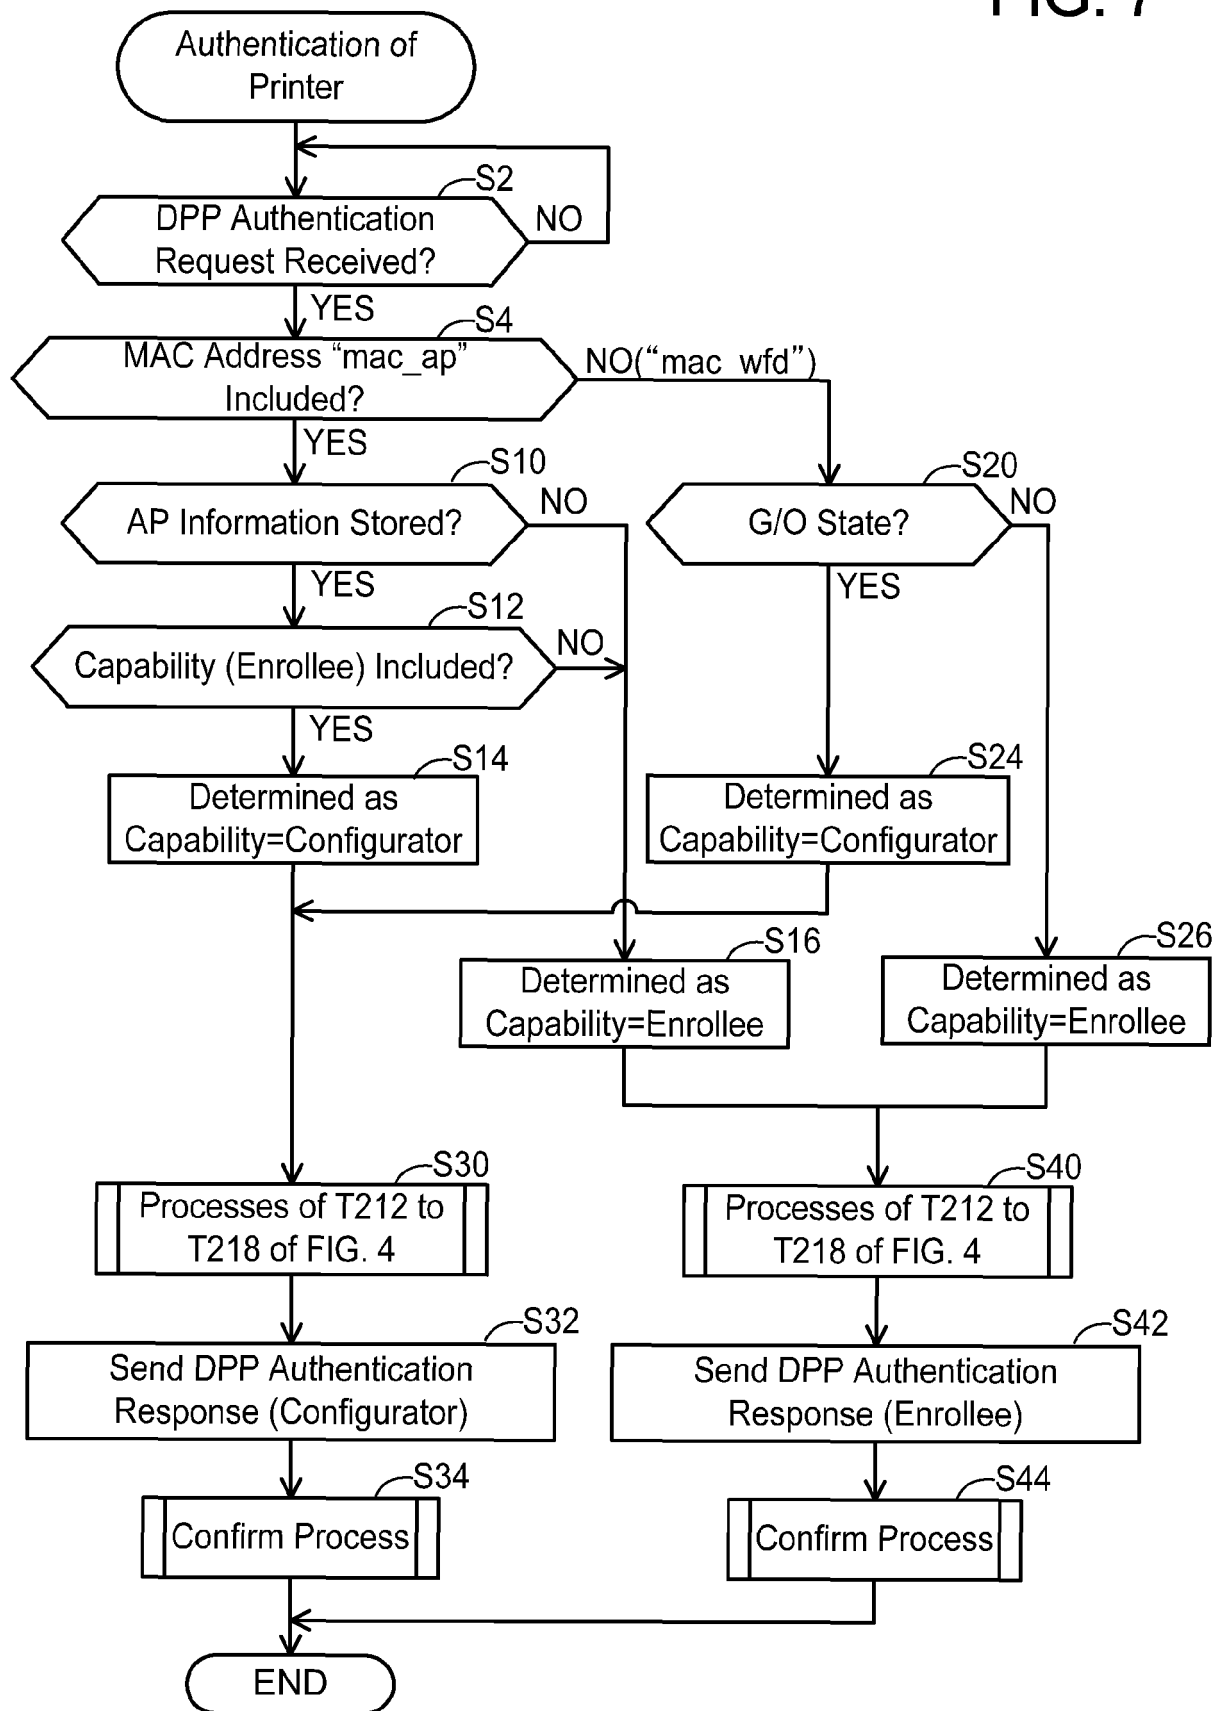 FIG. 7
Authentication of
Printer
S2
DPP Authentication
Request Received?
NO
YES
S4
MAC Address “mac_ap”
Included?
NO(“mac_wfd”)
YES
S10
AP Information Stored?
NO
S20
G/O State?
NO
YES
YES
S12
Capability (Enrollee) Included?
NO
YES
S14
Determined as
Capability=Configurator
S24
Determined as
Capability=Configurator
S16
Determined as
Capability=Enrollee
S26
Determined as
Capability=Enrollee
S30
Processes of T212 to
T218 of FIG. 4
S40
Processes of T212 to
T218 of FIG. 4
S32
Send DPP Authentication
Response (Configurator)
S42
Send DPP Authentication
Response (Enrollee)
S34
Confirm Process
S44
Confirm Process
END